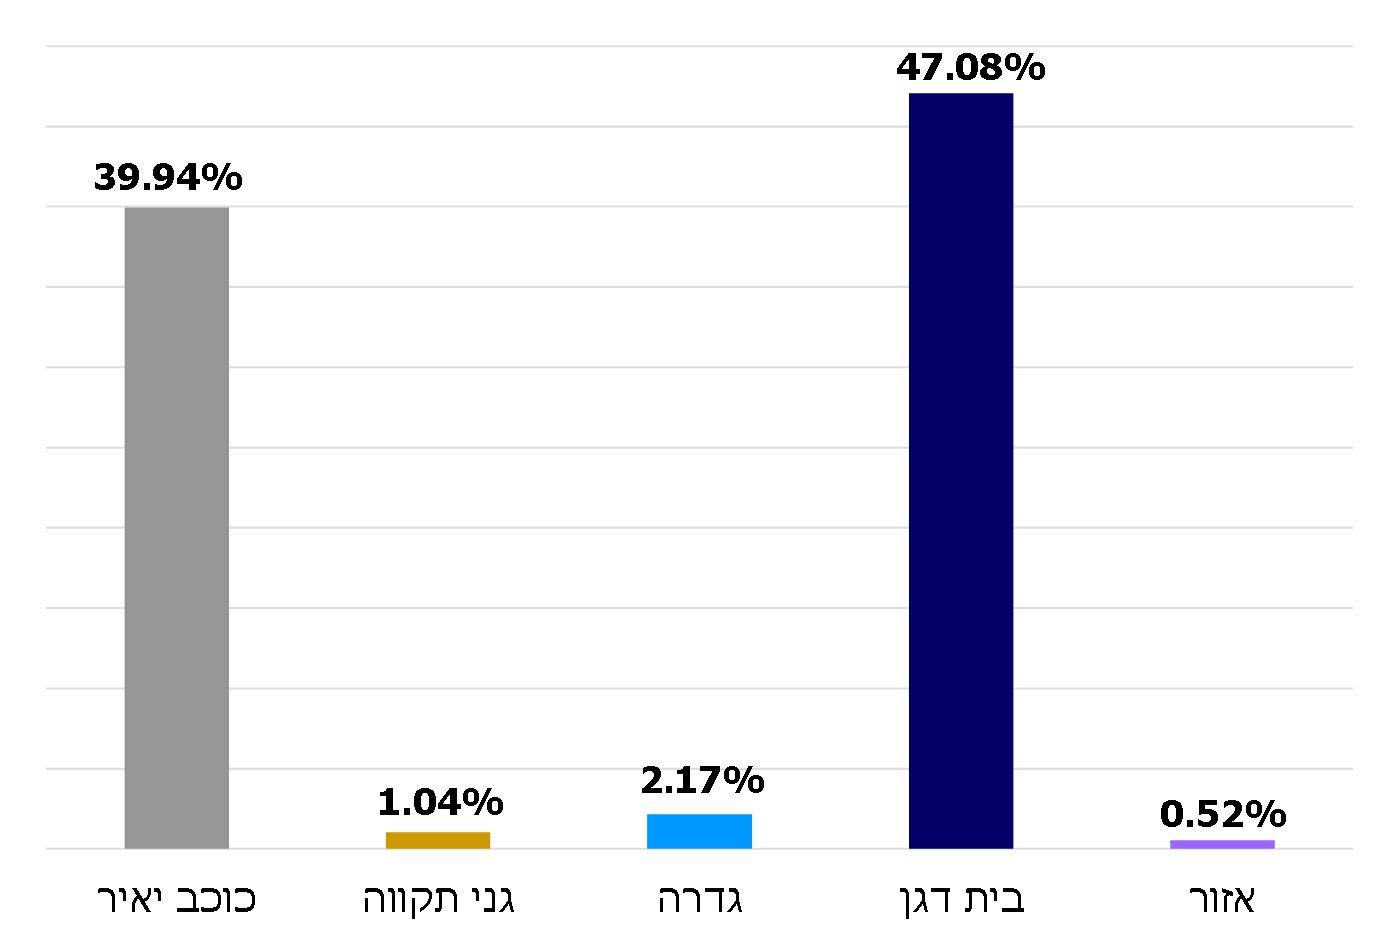 47.08%
39.94%
2.17%
1.04%
0.52%
אזור
בית דגן
גדרה
גני תקווה
כוכב יאיר